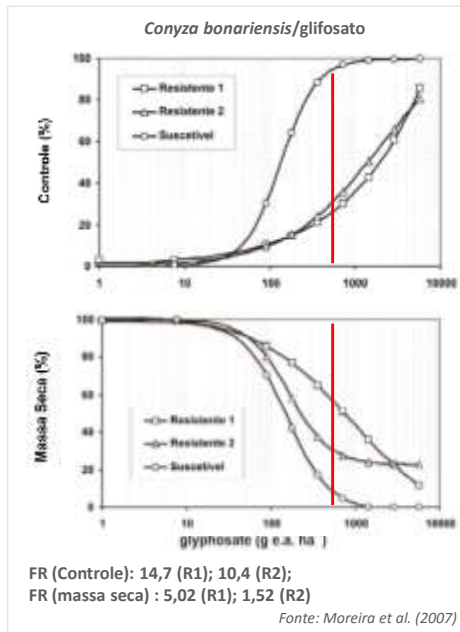 Conyza bonariensis/glifosato
100
80
60
40
20
0
Controle (%)
Resistente 1
Resistente 2
Suscetível
1 10 100 1000 10000
100
80
60
40
20
0
Massa Seca (%)
Resistente 1
Resistente 2
Suscetível
1 10 100 1000 10000
glyphosate (g e.a. ha )
FR (Controle): 14,7 (R1); 10,4 (R2);
FR (massa seca) : 5,02 (R1); 1,52 (R2)
Fonte: Moreira et al. (2007)